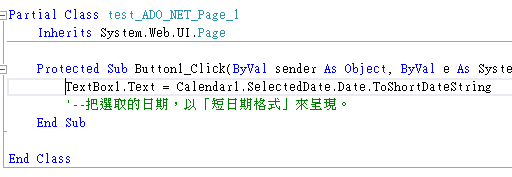 Partial Class test_ADO_NET_Page_1
Inherits System.Web.UI.Page
Protected Sub Button1_Click(ByVal sender As Object, ByVal e As Syste
TextBox1.Text = Calendar1.SelectedDate.Date.ToShortDateString
'--把選取的日期，以「短日期格式」來呈現。
End Sub
End Class